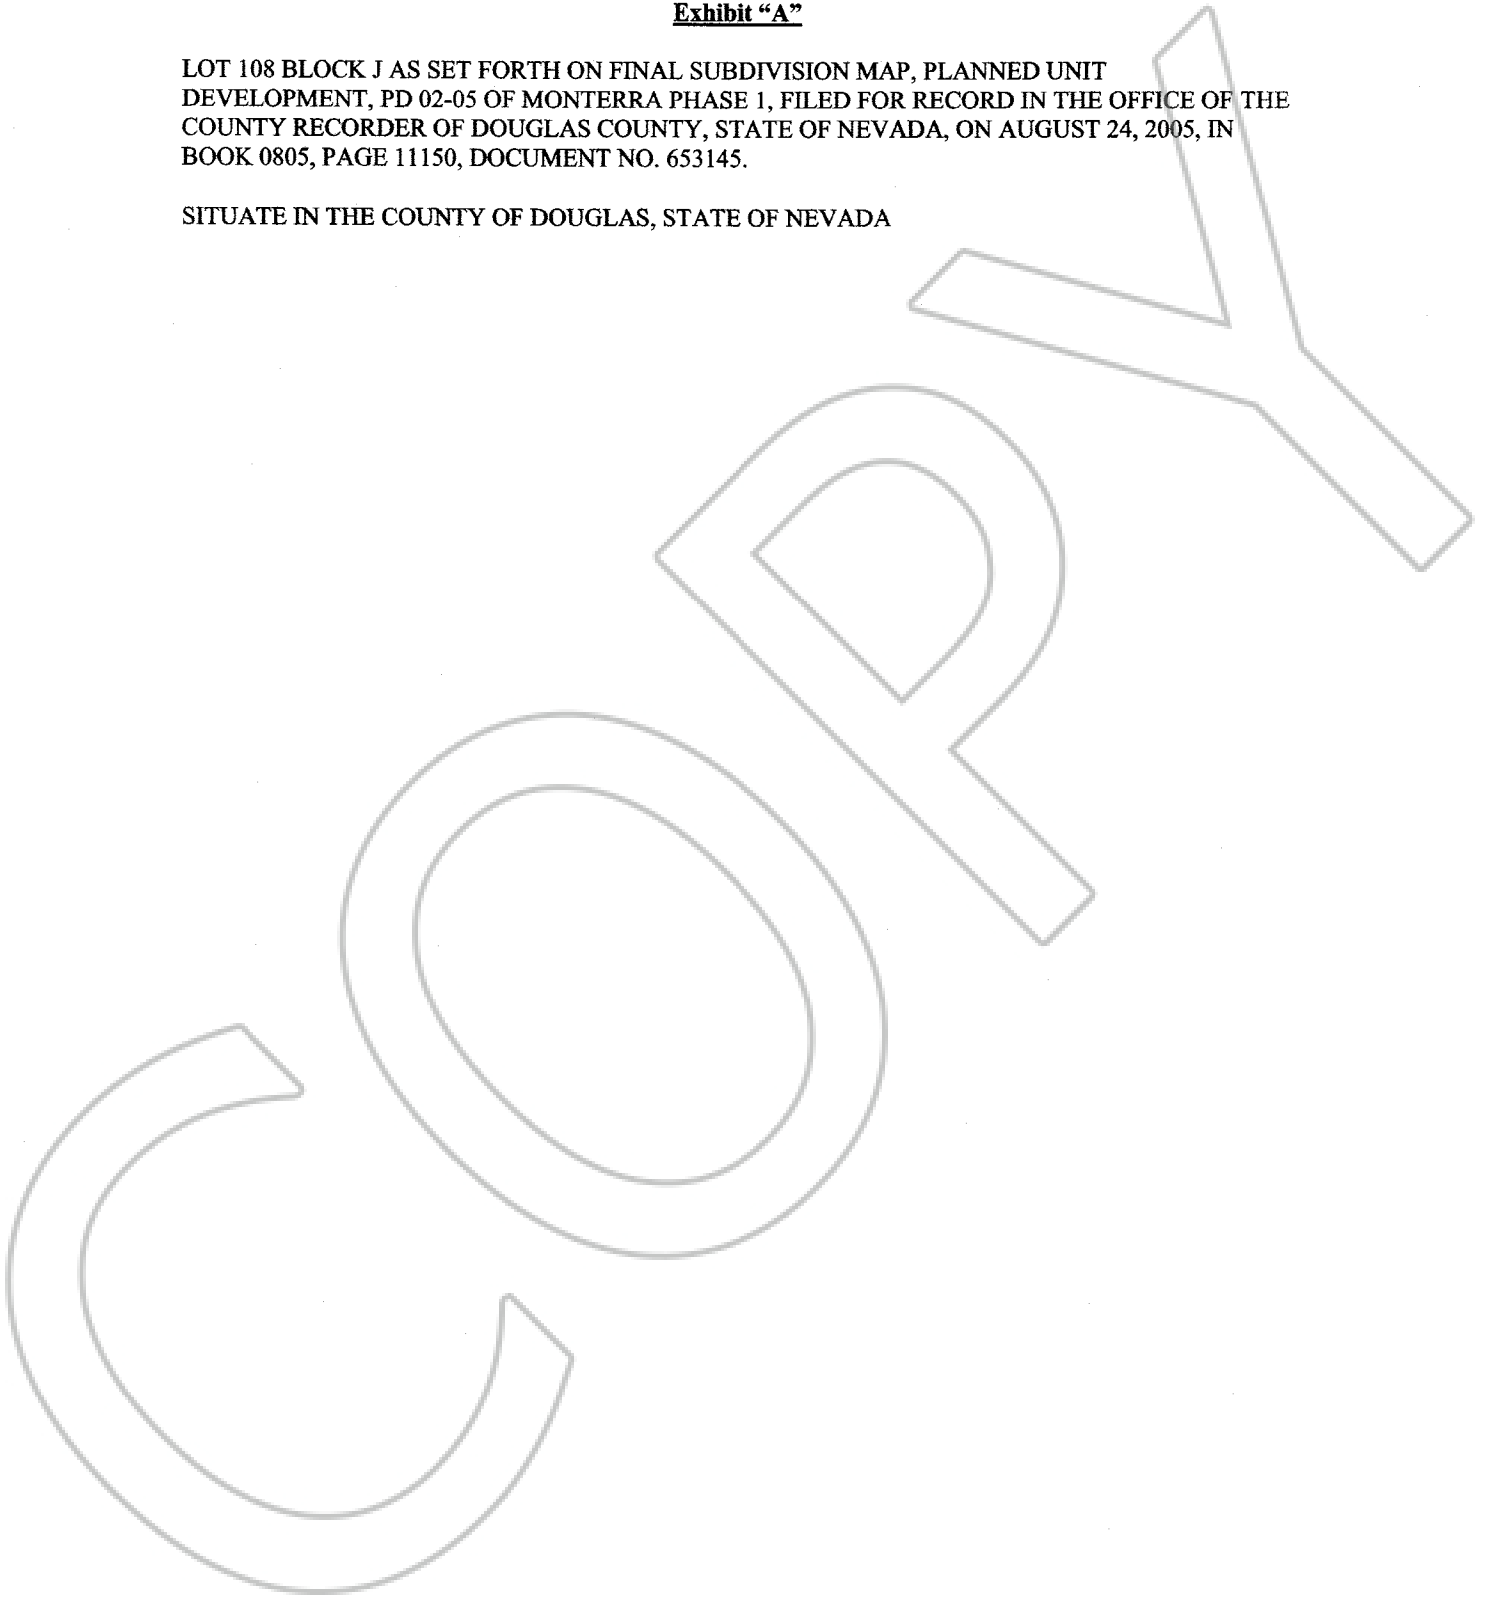 Exhibit “A”
LOT 108 BLOCK J AS SET FORTH ON FINAL SUBDIVISION MAP, PLANNED UNIT
DEVELOPMENT, PD 02-05 OF MONTERRA PHASE 1, FILED FOR RECORD IN THE OFFICE OF THE
COUNTY RECORDER OF DOUGLAS COUNTY, STATE OF NEVADA, ON AUGUST 24, 2005, IN
BOOK 0805, PAGE 11150, DOCUMENT NO. 653145.
SITUATE IN THE COUNTY OF DOUGLAS, STATE OF NEVADA
COPY